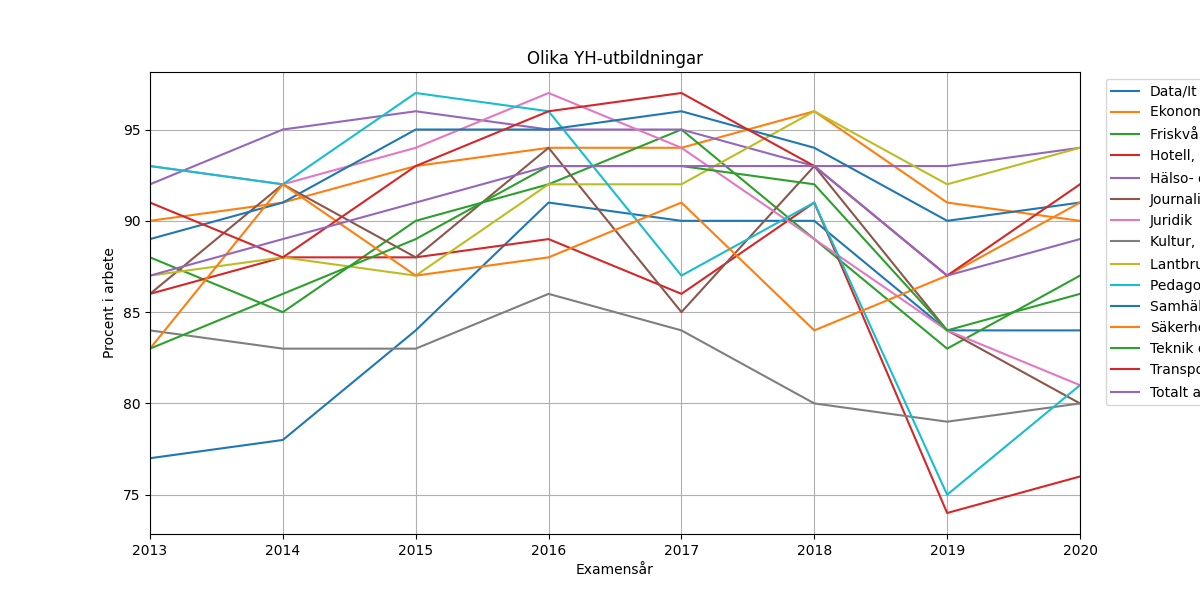 Olika YH-utbildningar
Procent i arbete
95
90
85
80
75
2013 2014 2015 2016 2017 2018 2019 2020
Examensår
Data/It
Ekonom
Friskvå
Hotell,
Hälso-
Journali
Juridik
Kultur,
Lantbru
Pedago
Samhäl
Säkerhe
Teknik
Transpo
Totalt a